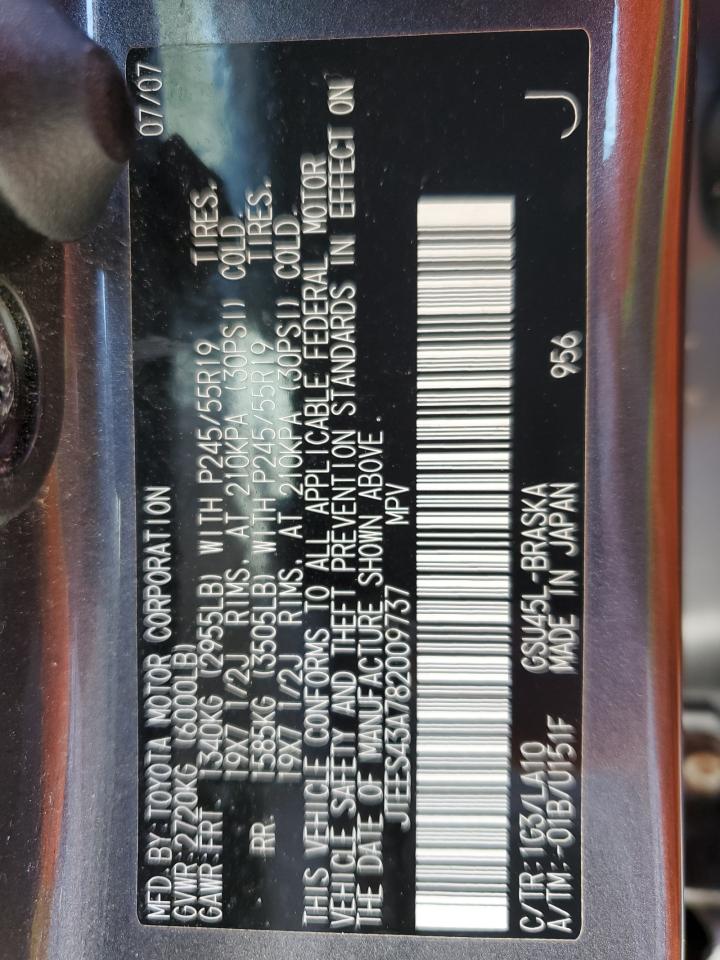 MFD. BY: TOYOTA MOTOR CORPORATION 07/07
GVWR: 2720KG (6000LB)
GAWR: FRT 1340KG (2955LB) WITH P245/55R19 TIRES.
19X7 1/2J RIMS, AT 210KPA (30PSI) COLD.
RR. 1585KG (3505LB) WITH P245/55R19 TIRES.
19X7 1/2J RIMS, AT 210KPA (30PSI) COLD.
THIS VEHICLE CONFORMS TO ALL APPLICABLE FEDERAL MOTOR
VEHICLE SAFETY AND THEFT PREVENTION STANDARDS IN EFFECT ON
THE DATE OF MANUFACTURE SHOWN ABOVE.
JTEES43A782009737 MPV
C/TR: 1G3/LA10 GSU45L-BRASKA 956 J
A/TM: -01B/U151F MADE IN JAPAN